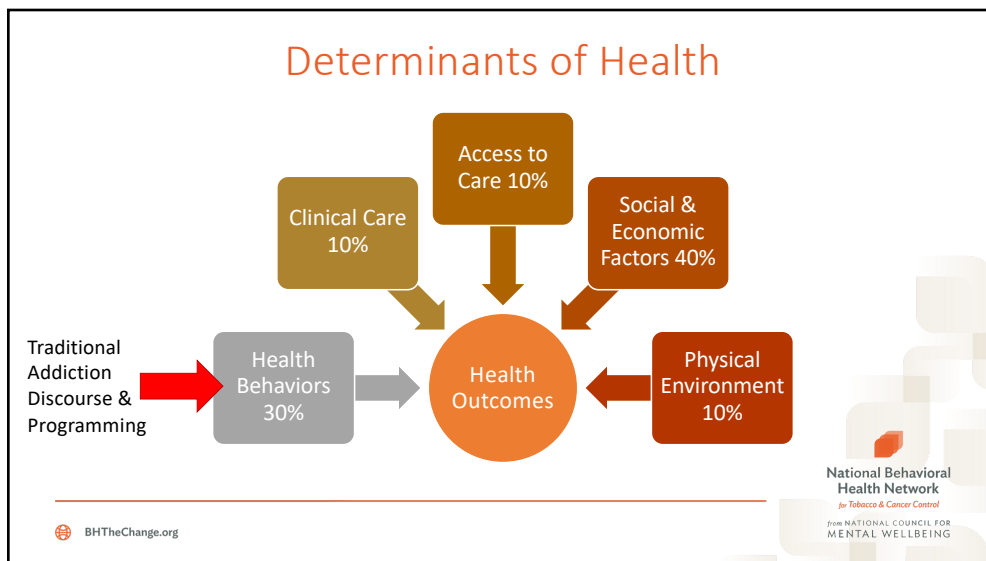 Determinants of Health
Access to
Care 10%
Clinical Care
10%
Social &
Economic
Factors 40%
Traditional
Addiction
Discourse &
Programming
Health
Behaviors
30%
Health
Outcomes
Physical
Environment
10%
National Behavioral
Health Network
for Tobacco & Cancer Control
from NATIONAL COUNCIL FOR
MENTAL WELLBEING
BHTheChange.org